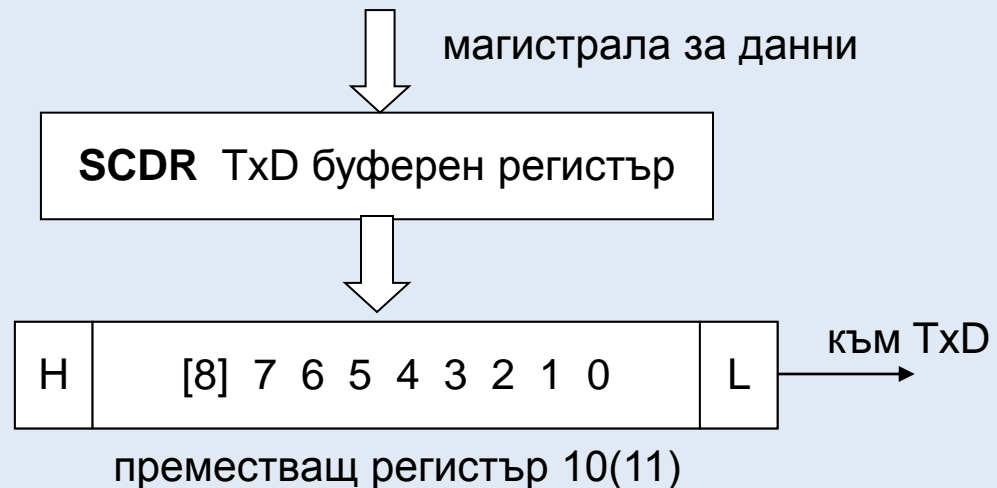 магистрала за данни
SCDR TxD буферен регистър
към TxD
H [8] 7 6 5 4 3 2 1 0 L
преместващ регистър 10(11)